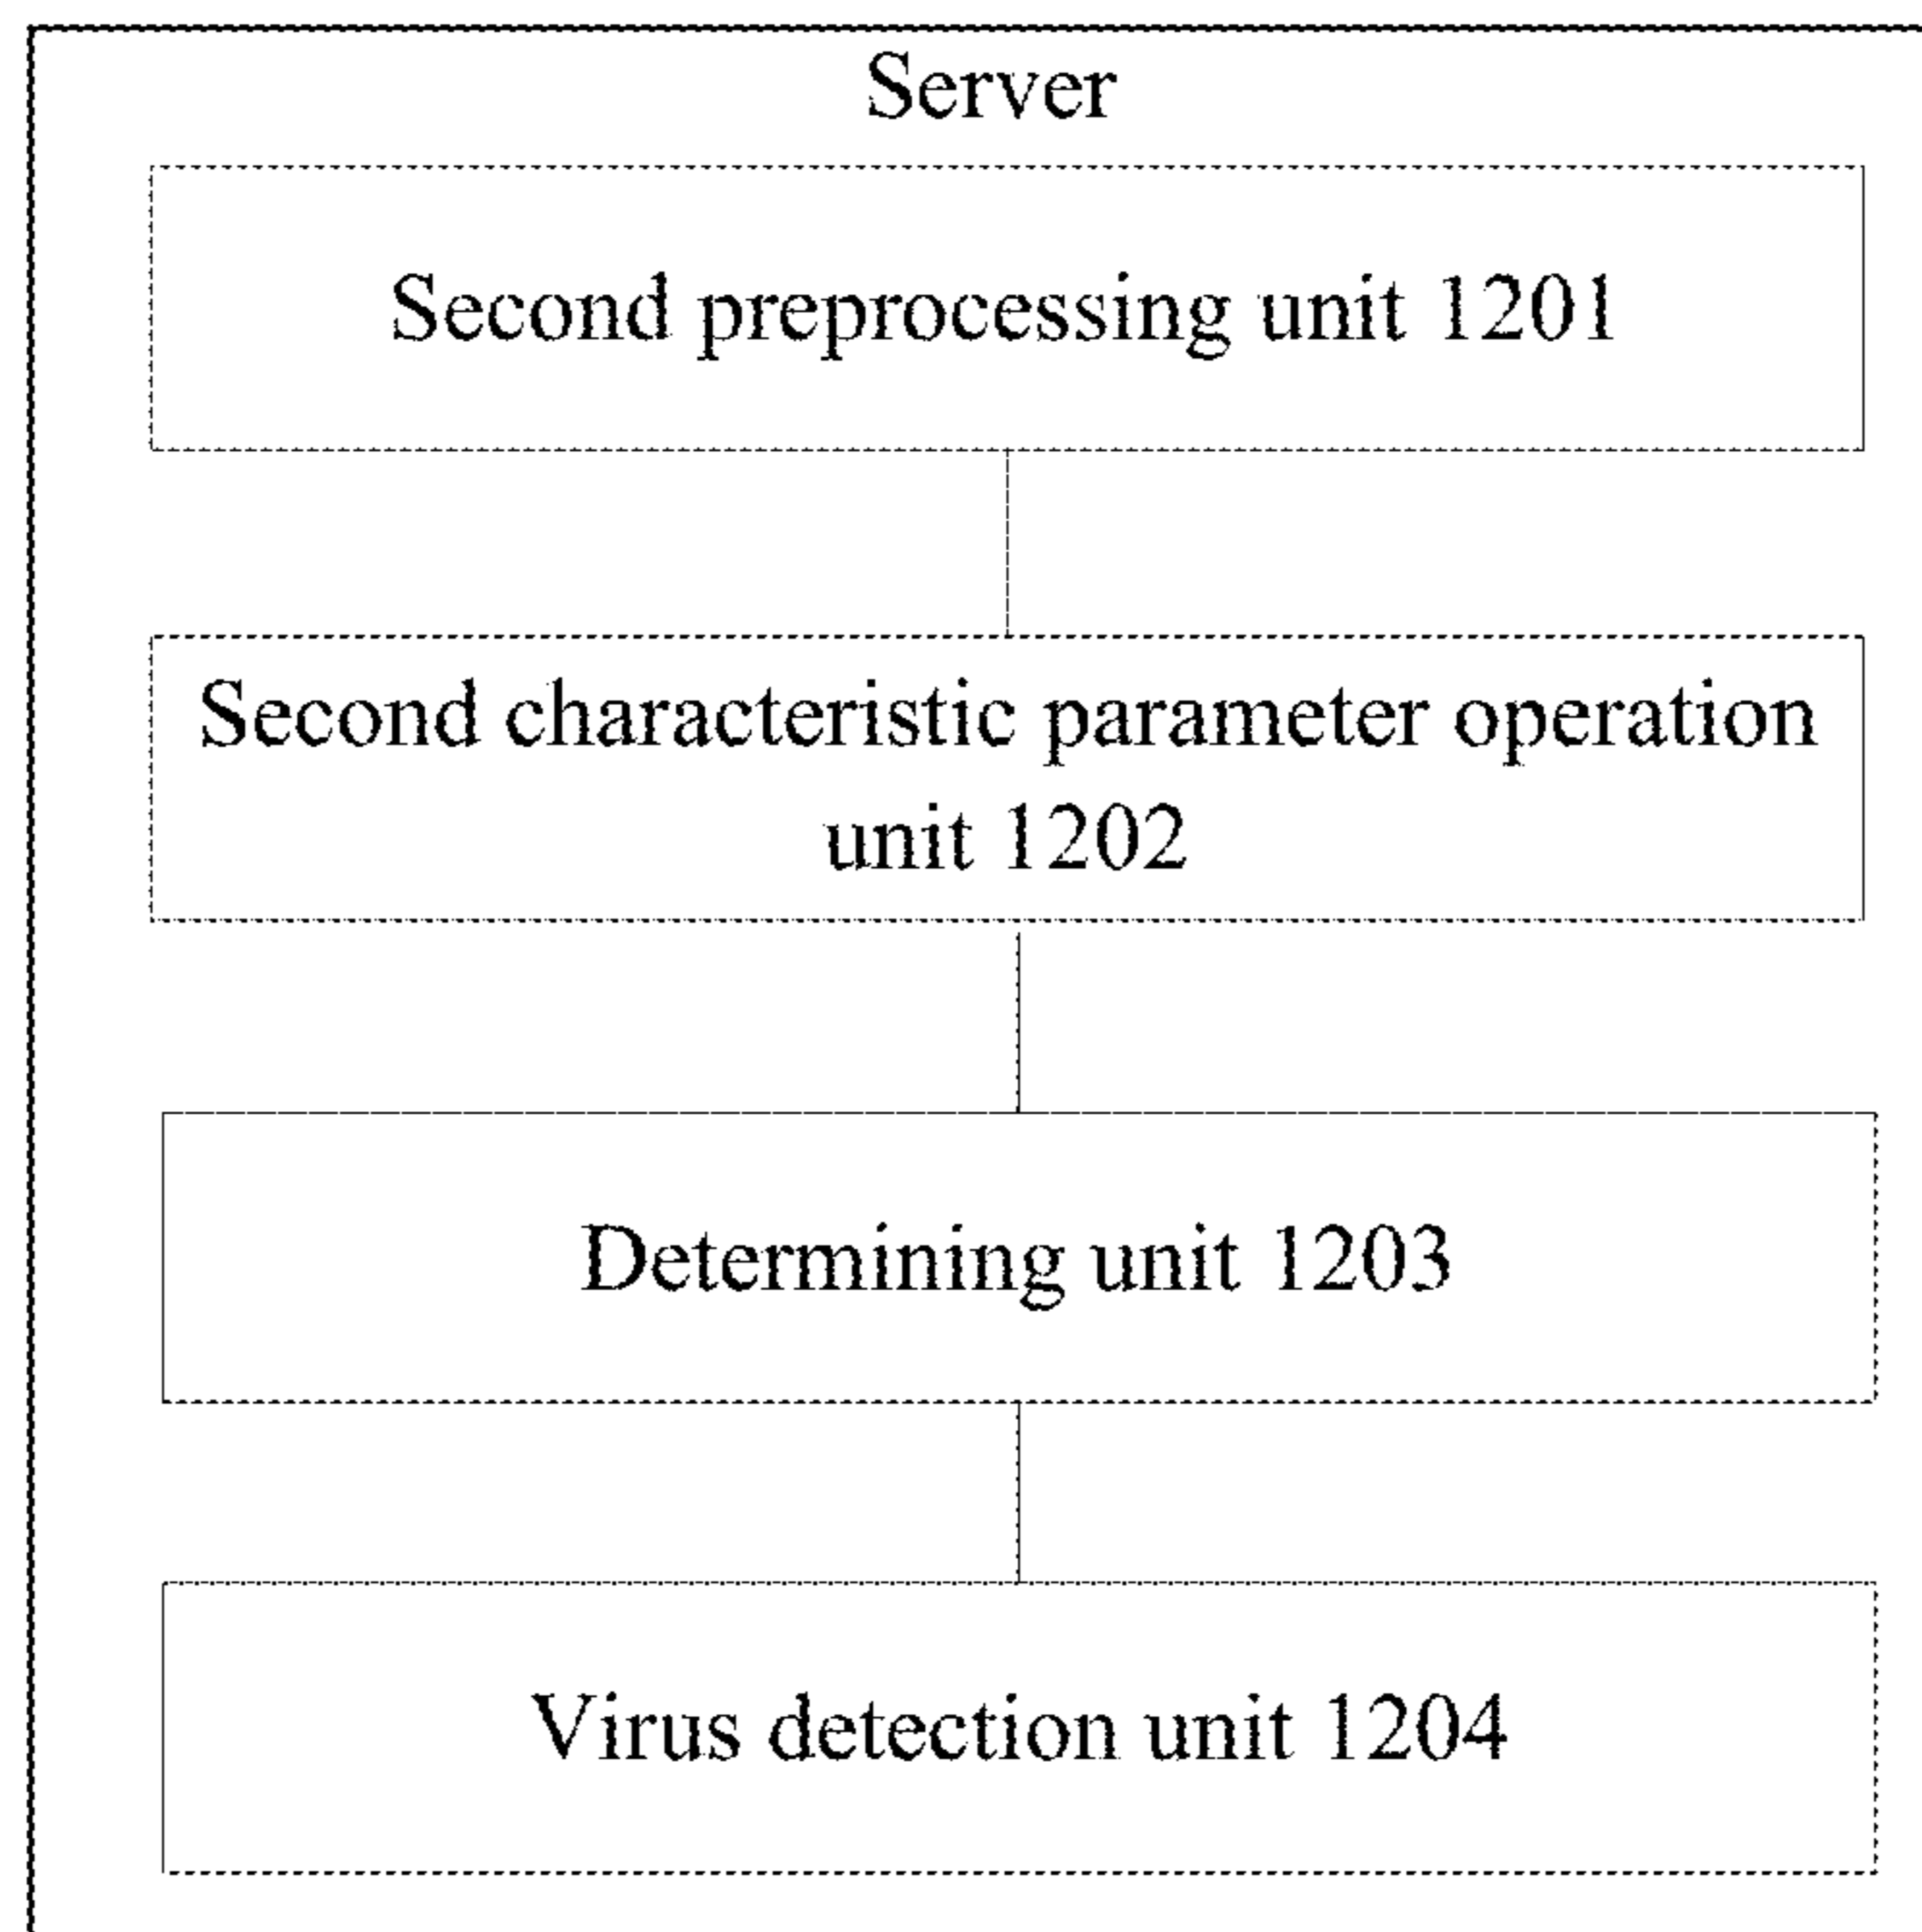 Server
Second preprocessing unit 1201
Second characteristic parameter operation
unit 1202
Determining unit 1203
Virus detection unit 1204